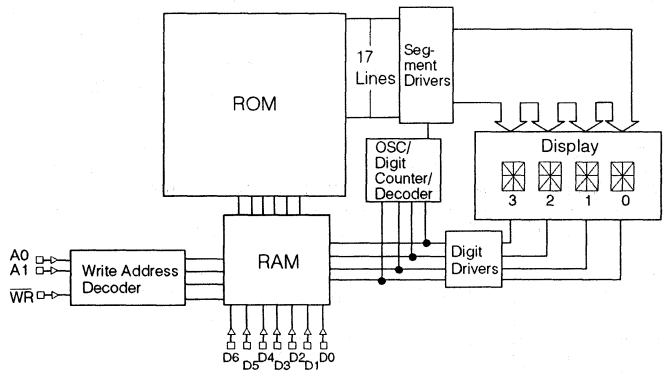 ROM
17
Lines
Seg-
ment
Drivers
OSC/
Digit
Counter/
Decoder
Display
3 2 1 0
A0
A1
WR
Write Address
Decoder
RAM
Digit
Drivers
D6 D5 D4 D3 D2 D1 D0